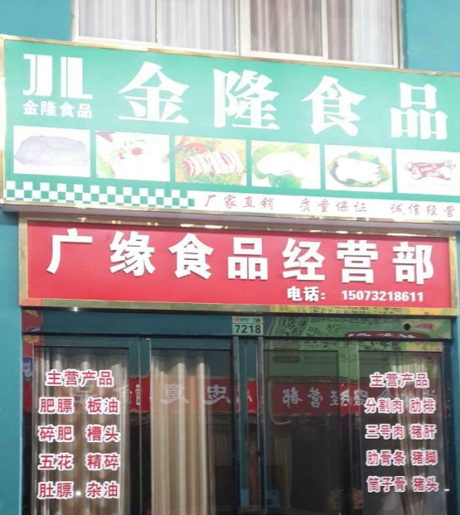 JL
金隆食品
金隆食品
厂家直销 质量保证 诚信经营
广缘食品经营部
电话: 15073218611
7218
主营产品
肥膘 板油
碎肥 槽头
五花 精碎
肚膘 杂油
主营产品
分割肉 肋排
三号肉 猪肝
肋骨条 猪脚
筒子骨 猪头